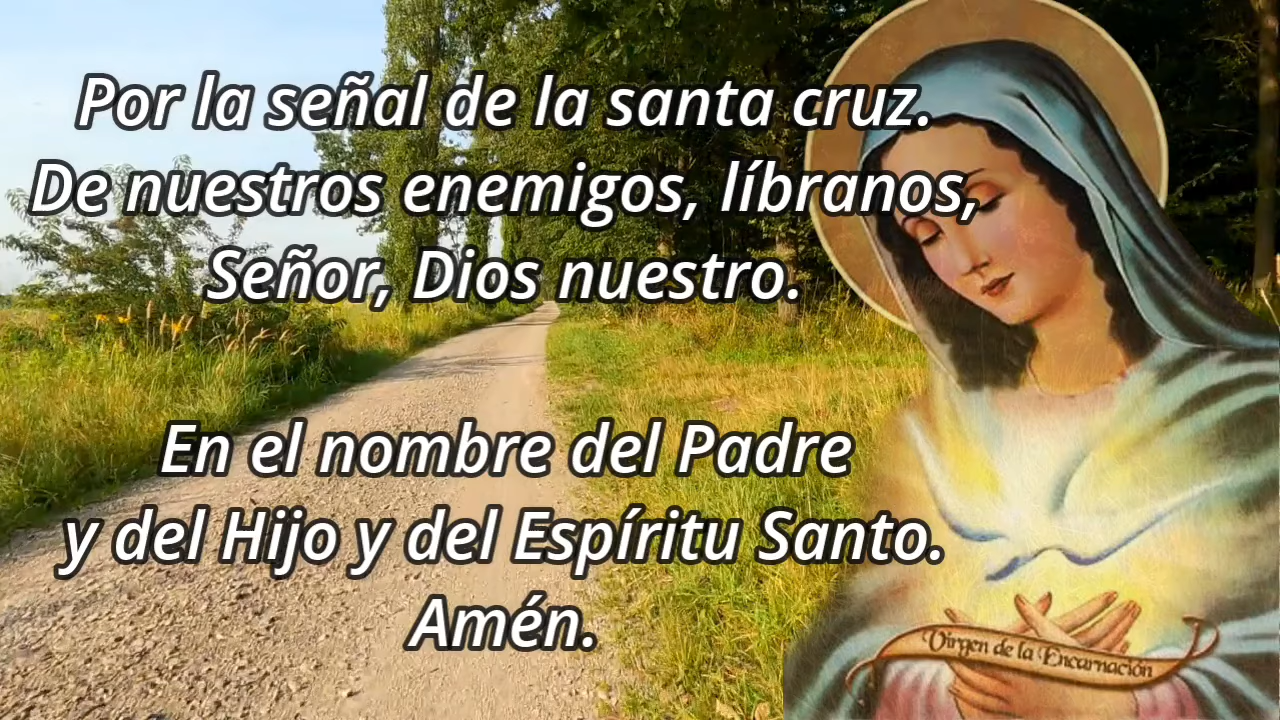 Por la señal de la santa cruz.
De nuestros enemigos, líbranos,
Señor, Dios nuestro.
En el nombre del Padre
y del Hijo y del Espíritu Santo.
Amén.
Virgen de la Encarnación